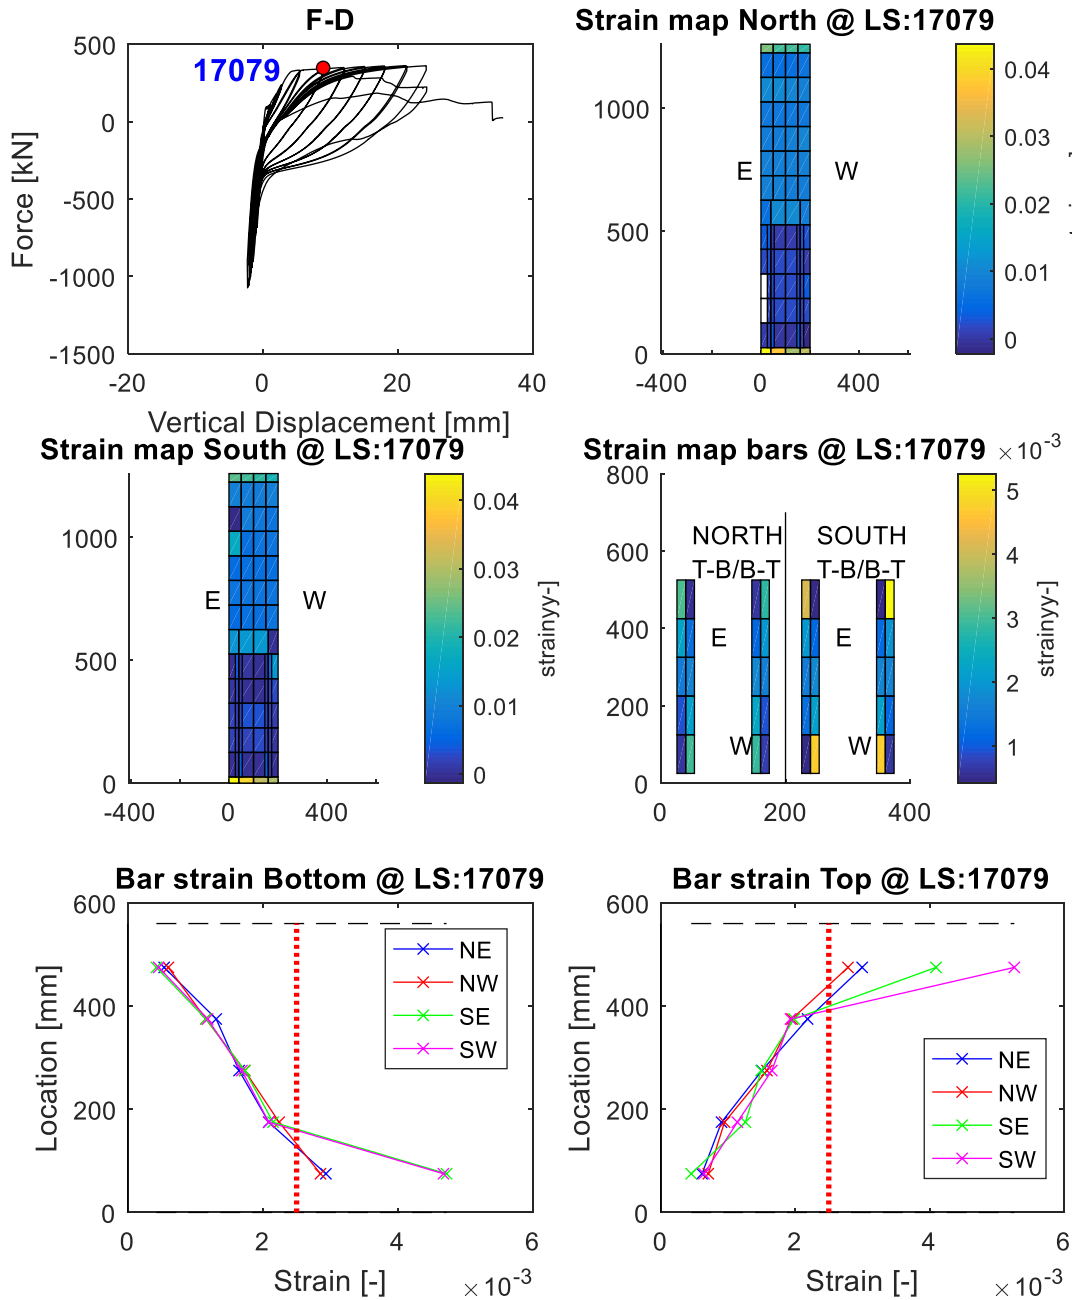 F-D
500
0
-500
-1000
-1500
-20
0
20
40
Force [kN]
Vertical Displacement [mm]
17079
Strain map North @ LS:17079
1000
500
0
-400
0
400
E
W
0.04
0.03
0.02
0.01
0
Strain map South @ LS:17079
1000
500
0
-400
0
400
E
W
0.04
0.03
0.02
0.01
0
strainyy-]
Strain map bars @ LS:17079
×10-3
800
600
400
200
0
0
200
400
NORTH
SOUTH
T-B/B-T
T-B/B-T
E
E
W
W
5
4
3
2
1
strainyy-]
Bar strain Bottom @ LS:17079
600
400
200
0
0
2
4
6
Location [mm]
Strain [-]
×10-3
NE
NW
SE
SW
Bar strain Top @ LS:17079
600
400
200
0
0
2
4
6
Location [mm]
Strain [-]
×10-3
NE
NW
SE
SW